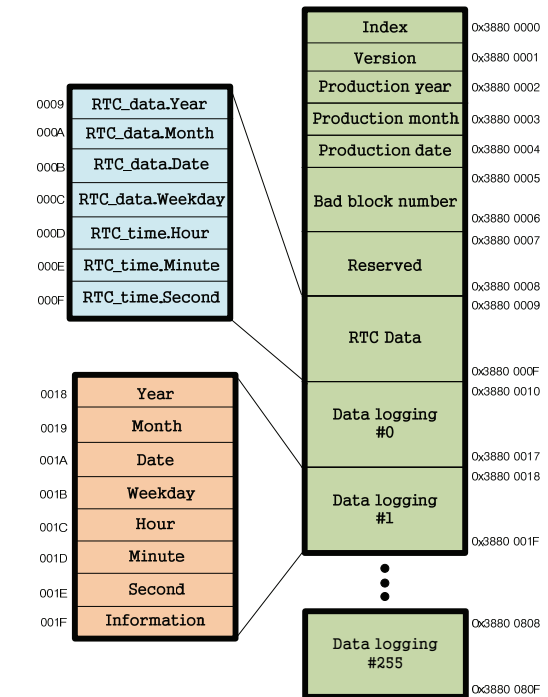 Index
0x3880 0000
Version
0x3880 0001
Production year
0x3880 0002
Production month
0x3880 0003
Production date
0x3880 0004
0x3880 0005
Bad block number
0x3880 0006
0x3880 0007
Reserved
0x3880 0008
0x3880 0009
RTC Data
0x3880 000F
0x3880 0010
Data logging
#0
0x3880 0017
0x3880 0018
Data logging
#1
0x3880 001F
0x3880 0808
Data logging
#255
0x3880 080F
0009
RTC_data.Year
000A
RTC_data.Month
000B
RTC_data.Date
000C
RTC_data.Weekday
000D
RTC_time.Hour
000E
RTC_time.Minute
000F
RTC_time.Second
0018
Year
0019
Month
001A
Date
001B
Weekday
001C
Hour
001D
Minute
001E
Second
001F
Information